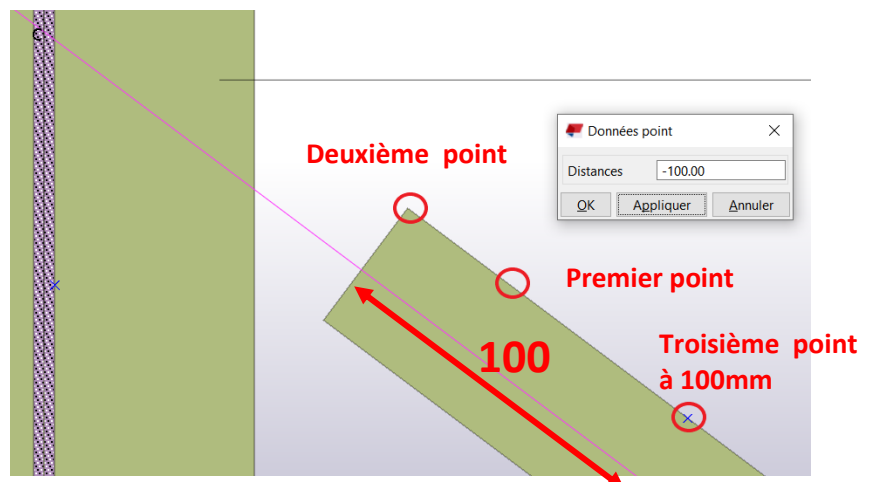 C
Données point
Deuxième point
Distances -100.00
OK Appliquer Annuler
Premier point
100
Troisième point
à 100mm